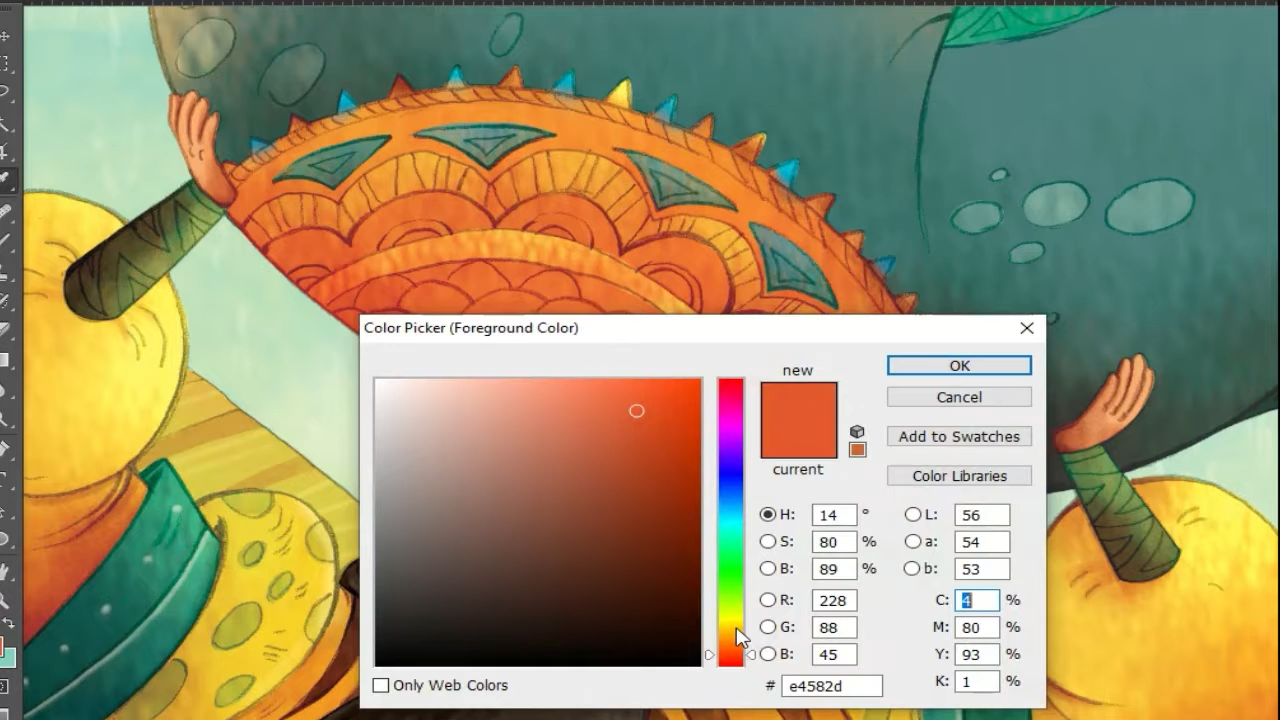 Color Picker (Foreground Color)
new
OK
Cancel
Add to Swatches
current
Color Libraries
H: 14 °
L: 56
S: 80 %
a: 54
B: 89 %
b: 53
R: 228
C: 4 %
G: 88
M: 80 %
B: 45
Y: 93 %
K: 1 %
Only Web Colors
# e4582d